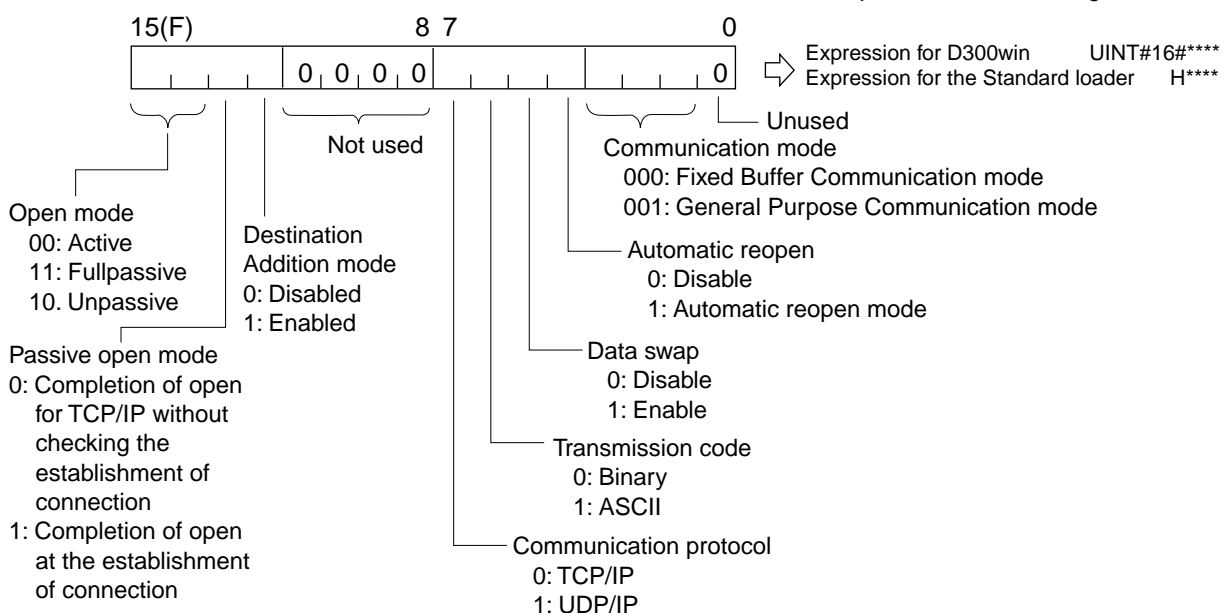 15(F) 8 7 0
0 0 0 0 0
Expression for D300win UINT#16#****
Expression for the Standard loader H****
Not used
Unused
Communication mode
000: Fixed Buffer Communication mode
001: General Purpose Communication mode
Open mode
00: Active
11: Fullpassive
10. Unpassive
Destination
Addition mode
0: Disabled
1: Enabled
Automatic reopen
0: Disable
1: Automatic reopen mode
Passive open mode
0: Completion of open
for TCP/IP without
checking the
establishment of
connection
1: Completion of open
at the establishment
of connection
Data swap
0: Disable
1: Enable
Transmission code
0: Binary
1: ASCII
Communication protocol
0: TCP/IP
1: UDP/IP